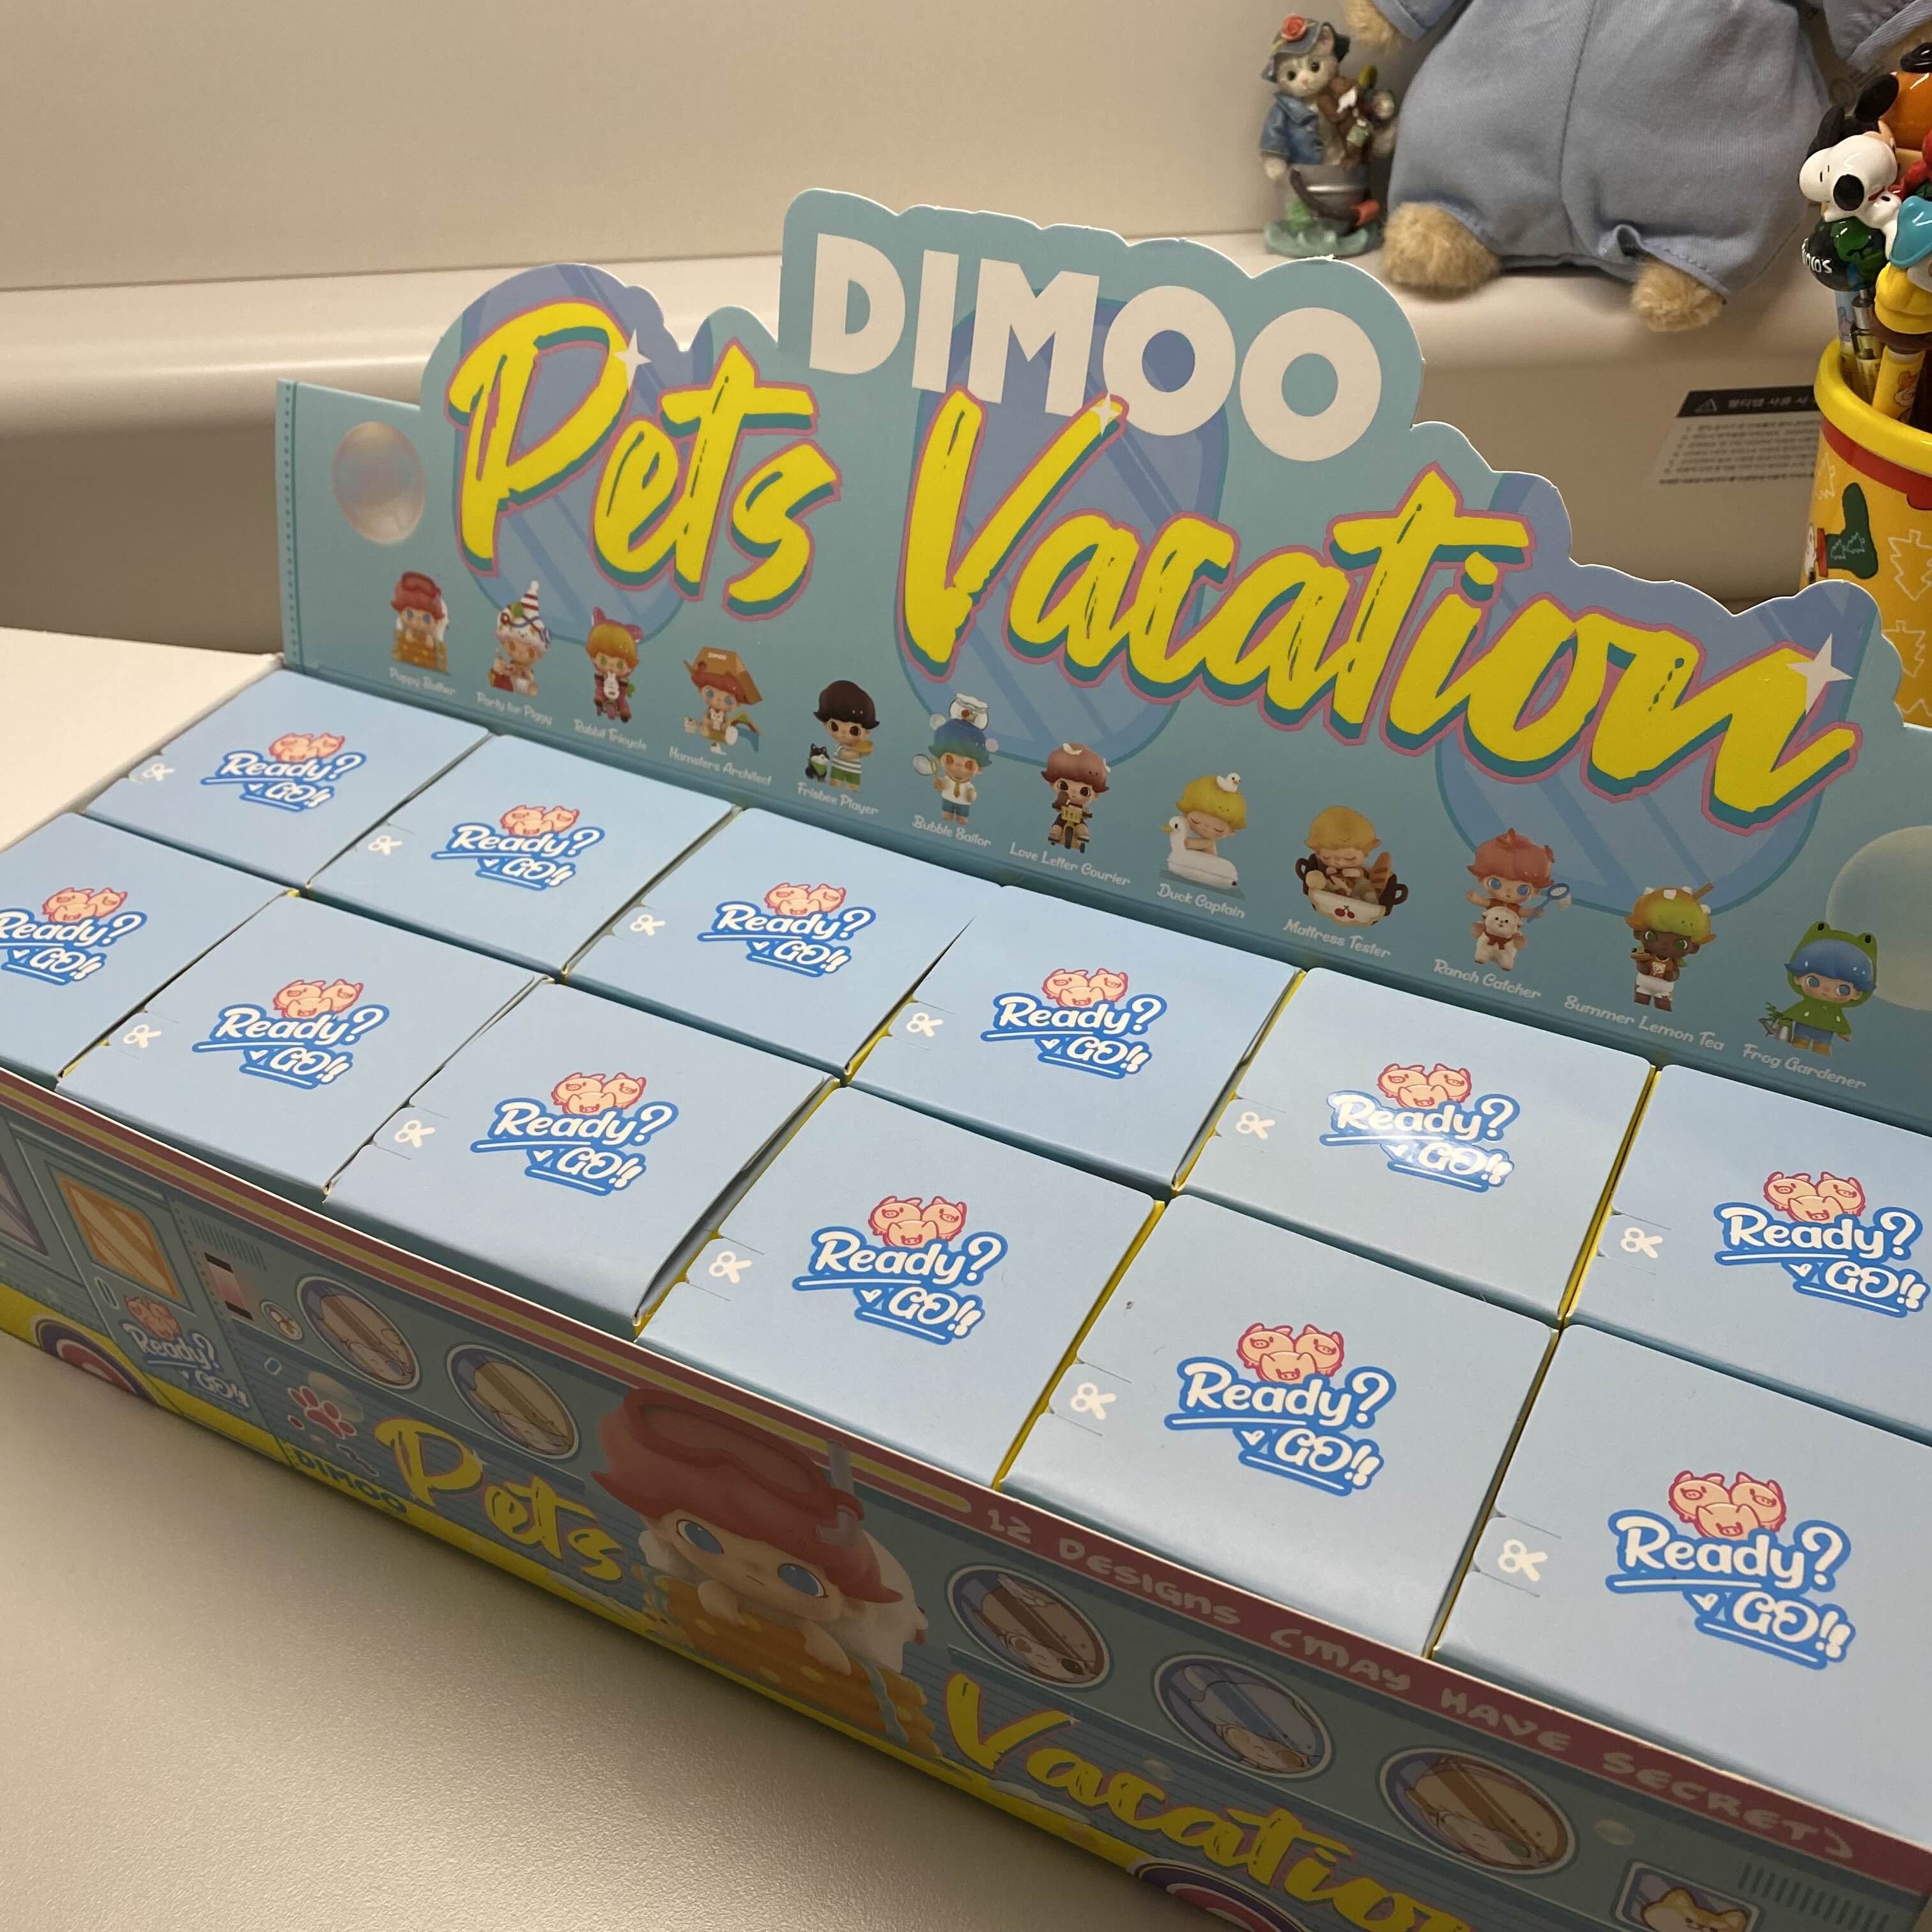 DIMOO
Pets Vacation
Puppy Butler
Party for Piggy
Rabbit Tricycle
Hamsters Architect
Frisbee Player
Bubble Sailor
Love Letter Courier
Duck Captain
Mattress Tester
Ranch Catcher
Summer Lemon Tea
Frog Gardener
Ready?
GO!!
Ready?
GO!!
Ready?
GO!!
Ready?
GO!!
Ready?
GO!!
Ready?
GO!!
Ready?
GO!!
Ready?
GO!!
Ready?
GO!!
Ready?
GO!!
Ready?
GO!!
Ready?
GO!!
Ready?
GO!!
12 DESIGNS (MAY HAVE SECRET)
DIMOO
Pets
Vacation